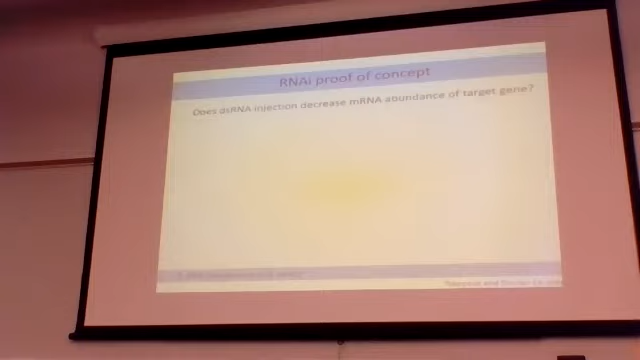 RNAi proof of concept
Does dsRNA injection decrease mRNA abundance of target gene?